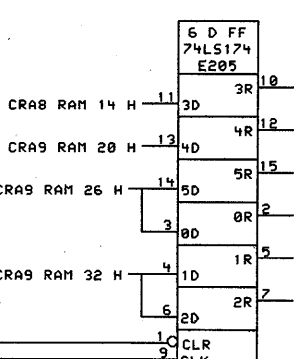 6 D FF
74LS174
E205
3R 10
CRA8 RAM 14 H 11 3D
4R 12
CRA9 RAM 20 H 13 4D
5R 15
CRA9 RAM 26 H 14 5D
0R 2
3 0D
1R 5
CRA9 RAM 32 H 4 1D
2R 7
6 2D
1 CLR
9 CLK